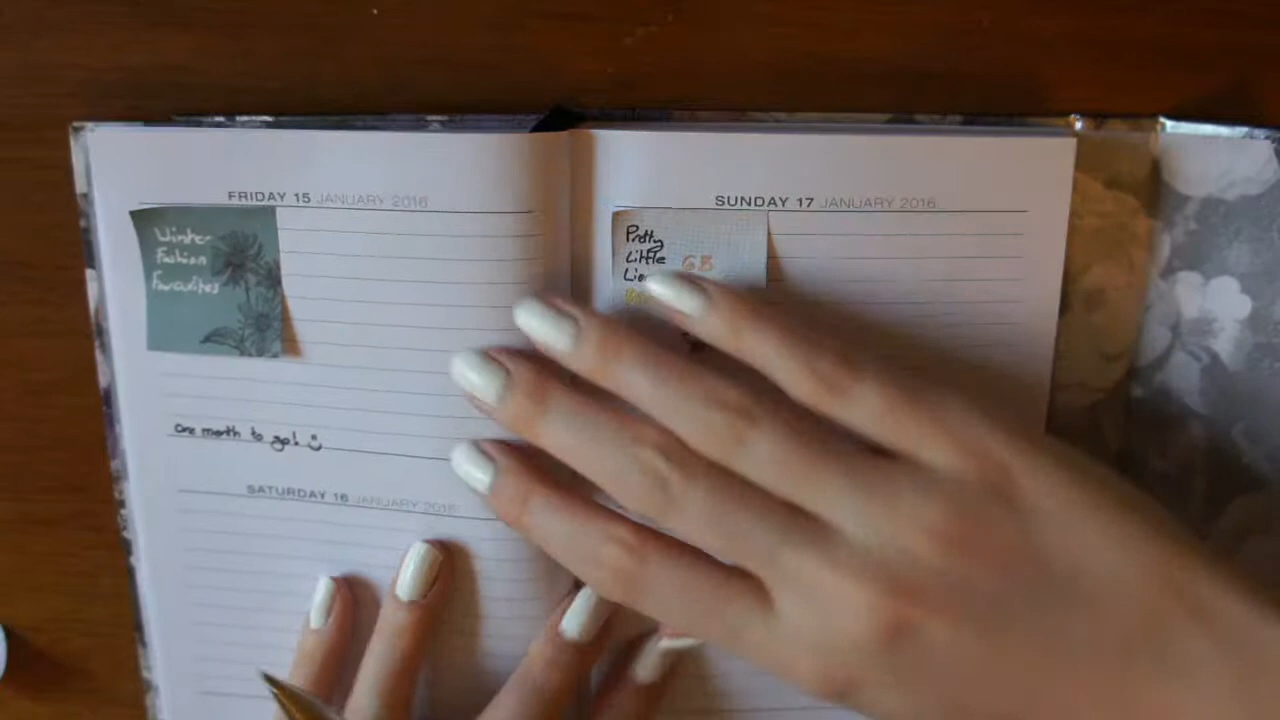 FRIDAY 15 JANUARY 2016
Winter
Fashion
Favourites
one month to go!
SATURDAY 16 JANUARY 2016
SUNDAY 17 JANUARY 2016
Pretty
Little